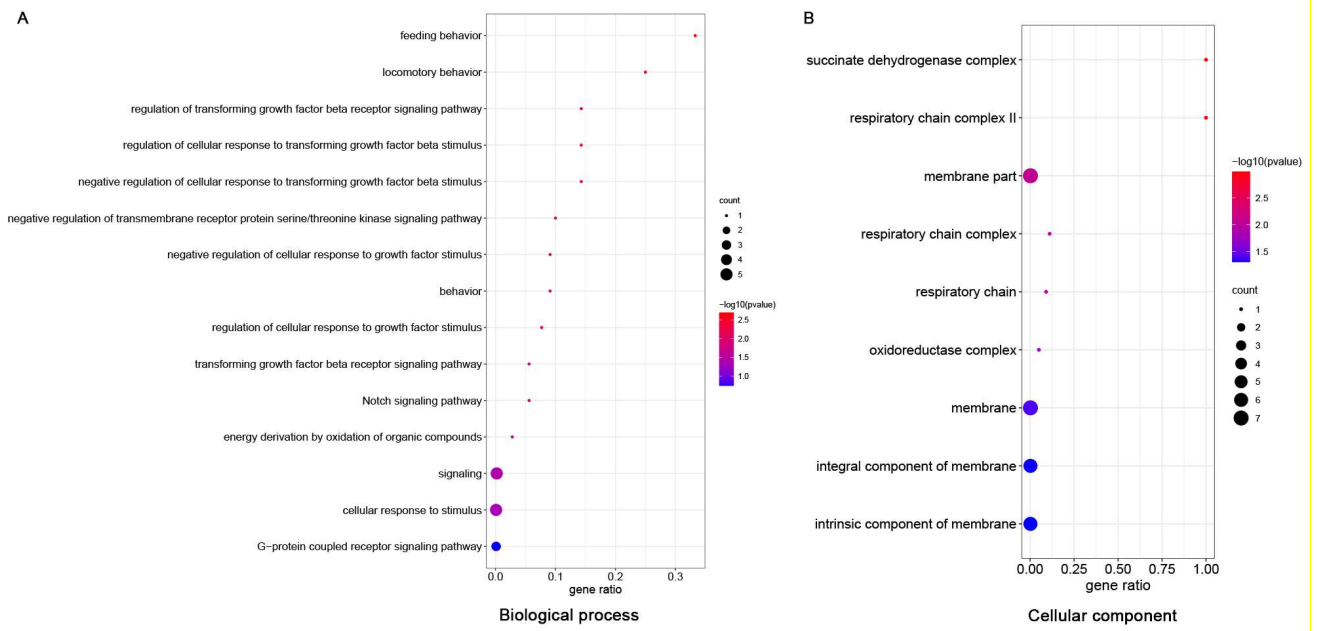 A
feeding behavior
locomotory behavior
regulation of transforming growth factor beta receptor signaling pathway
regulation of cellular response to transforming growth factor beta stimulus
negative regulation of cellular response to transforming growth factor beta stimulus
negative regulation of transmembrane receptor protein serine/threonine kinase signaling pathway
negative regulation of cellular response to growth factor stimulus
behavior
regulation of cellular response to growth factor stimulus
transforming growth factor beta receptor signaling pathway
Notch signaling pathway
energy derivation by oxidation of organic compounds
signaling
cellular response to stimulus
G−protein coupled receptor signaling pathway
0.0 0.1 0.2 0.3
gene ratio
Biological process
count
1
2
3
4
5
−log10(pvalue)
2.5
2.0
1.5
1.0
B
succinate dehydrogenase complex
respiratory chain complex II
membrane part
respiratory chain complex
respiratory chain
oxidoreductase complex
membrane
integral component of membrane
intrinsic component of membrane
0.00 0.25 0.50 0.75 1.00
gene ratio
Cellular component
−log10(pvalue)
2.5
2.0
1.5
count
1
2
3
4
5
6
7